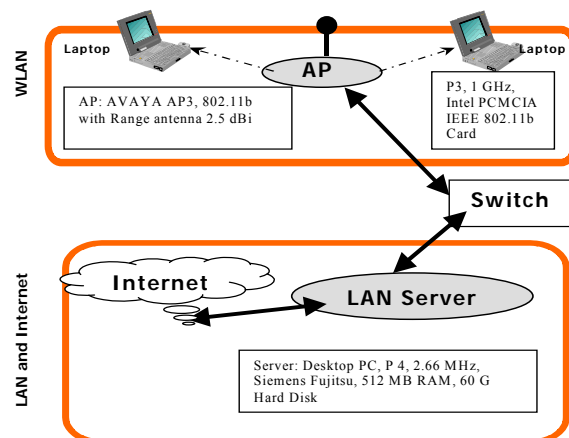 WLAN
Laptop
Laptop
AP
AP: AVAYA AP3, 802.11b
with Range antenna 2.5 dBi
P3, 1 GHz,
Intel PCMCIA
IEEE 802.11b
Card
Switch
LAN and Internet
Internet
LAN Server
Server: Desktop PC, P 4, 2.66 MHz,
Siemens Fujitsu, 512 MB RAM, 60 G
Hard Disk